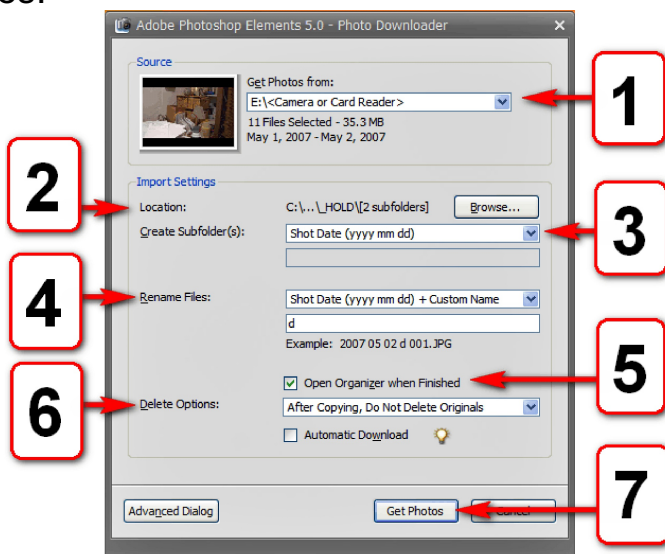 Adobe Photoshop Elements 5.0 - Photo Downloader
Source
Get Photos from:
E:\<Camera or Card Reader>
11 Files Selected - 35.3 MB
May 1, 2007 - May 2, 2007
1
Import Settings
2
Location: C:\...\_HOLD\[2 subfolders] Browse...
Create Subfolder(s): Shot Date (yyyy mm dd)
3
4
Rename Files: Shot Date (yyyy mm dd) + Custom Name
d
Example: 2007 05 02 d 001.JPG
5
Open Organizer when Finished
6
Delete Options: After Copying, Do Not Delete Originals
Automatic Download
7
Advanced Dialog Get Photos Cancel